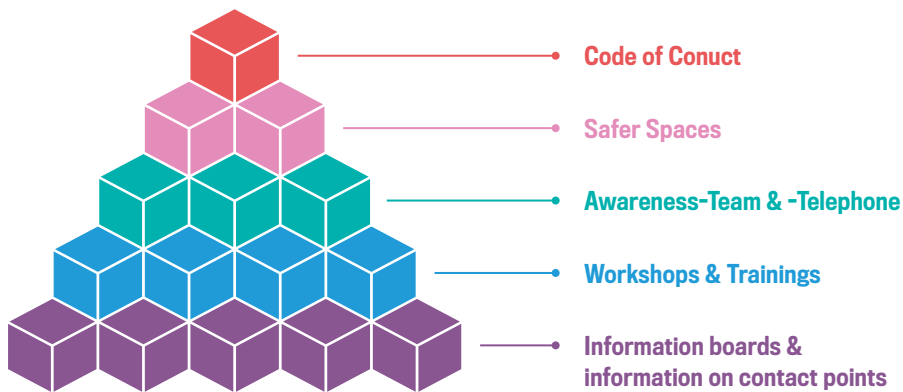 Code of Conuct
Safer Spaces
Awareness-Team & -Telephone
Workshops & Trainings
Information boards &
information on contact points